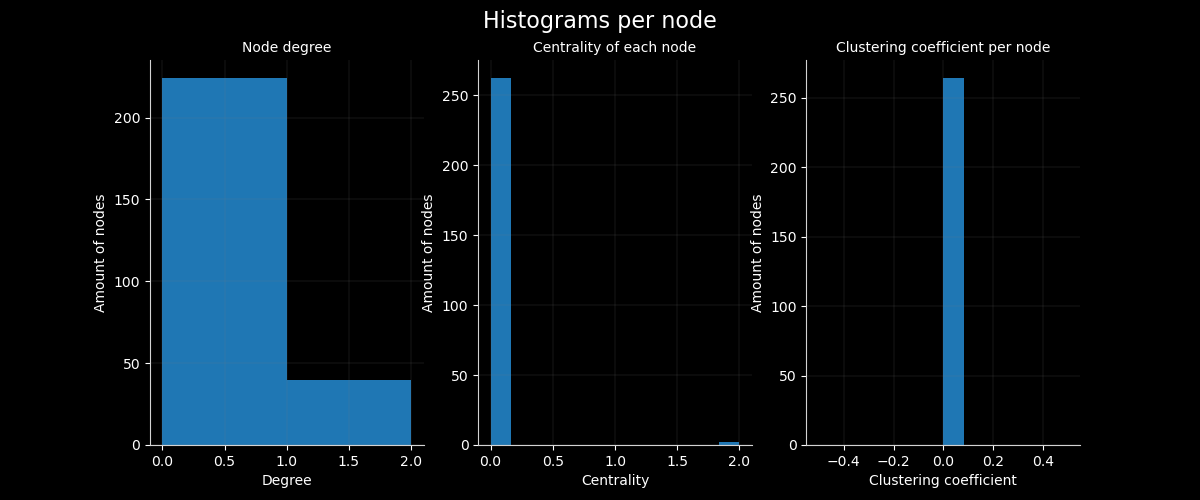 Histograms per node
Node degree
Amount of nodes
200
150
100
50
0
0.0 0.5 1.0 1.5 2.0
Degree
Centrality of each node
Amount of nodes
250
200
150
100
50
0
0.0 0.5 1.0 1.5 2.0
Centrality
Clustering coefficient per node
Amount of nodes
250
200
150
100
50
0
−0.4 −0.2 0.0 0.2 0.4
Clustering coefficient